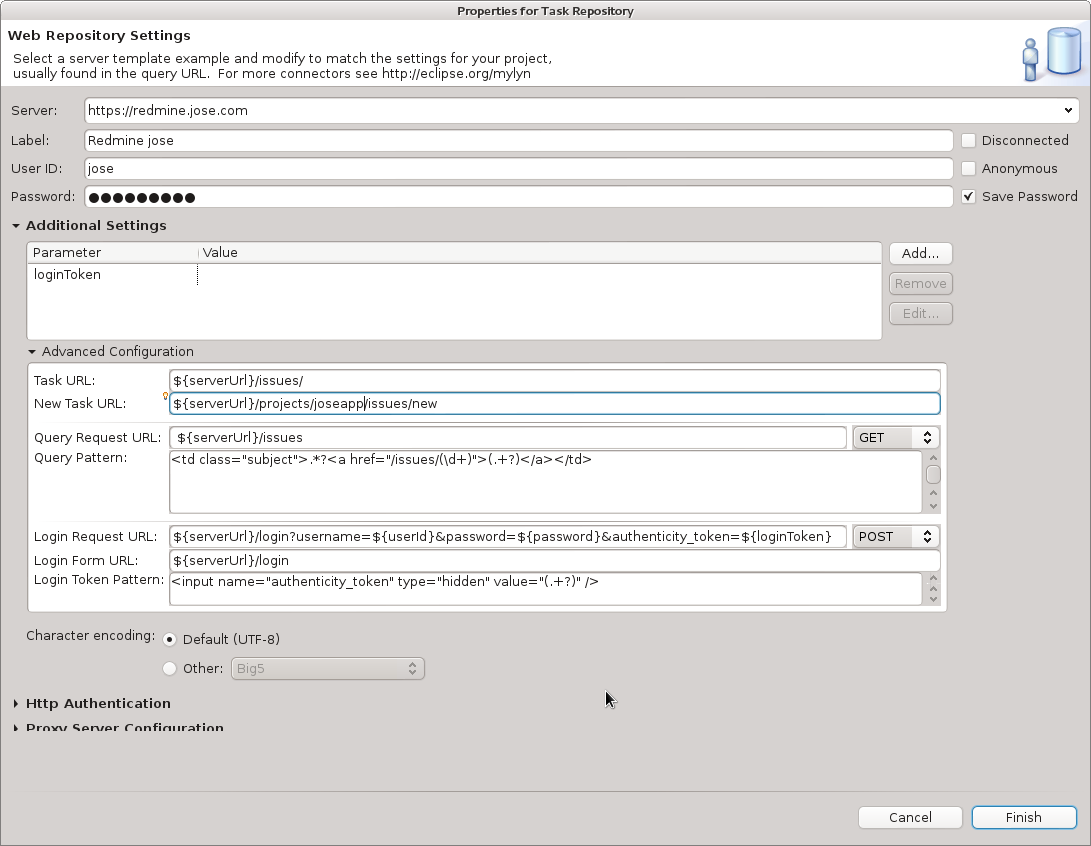 Properties for Task Repository
Web Repository Settings
Select a server template example and modify to match the settings for your project,
usually found in the query URL.  For more connectors see http://eclipse.org/mylyn
Server: https://redmine.jose.com
Label: Redmine jose Disconnected
User ID: jose Anonymous
Password: ●●●●●●●●● Save Password
Additional Settings
Parameter Value Add...
loginToken
Remove
Edit...
Advanced Configuration
Task URL: ${serverUrl}/issues/
New Task URL: ${serverUrl}/projects/joseapp/issues/new
Query Request URL: ${serverUrl}/issues GET
Query Pattern: <td class="subject">.*?<a href="/issues/(\d+)">(.+?)</a></td>
Login Request URL: ${serverUrl}/login?username=${userId}&password=${password}&authenticity_token=${loginToken} POST
Login Form URL: ${serverUrl}/login
Login Token Pattern: <input name="authenticity_token" type="hidden" value="(.+?)" />
Character encoding: Default (UTF-8)
Other: Big5
Http Authentication
Proxy Server Configuration
Cancel Finish